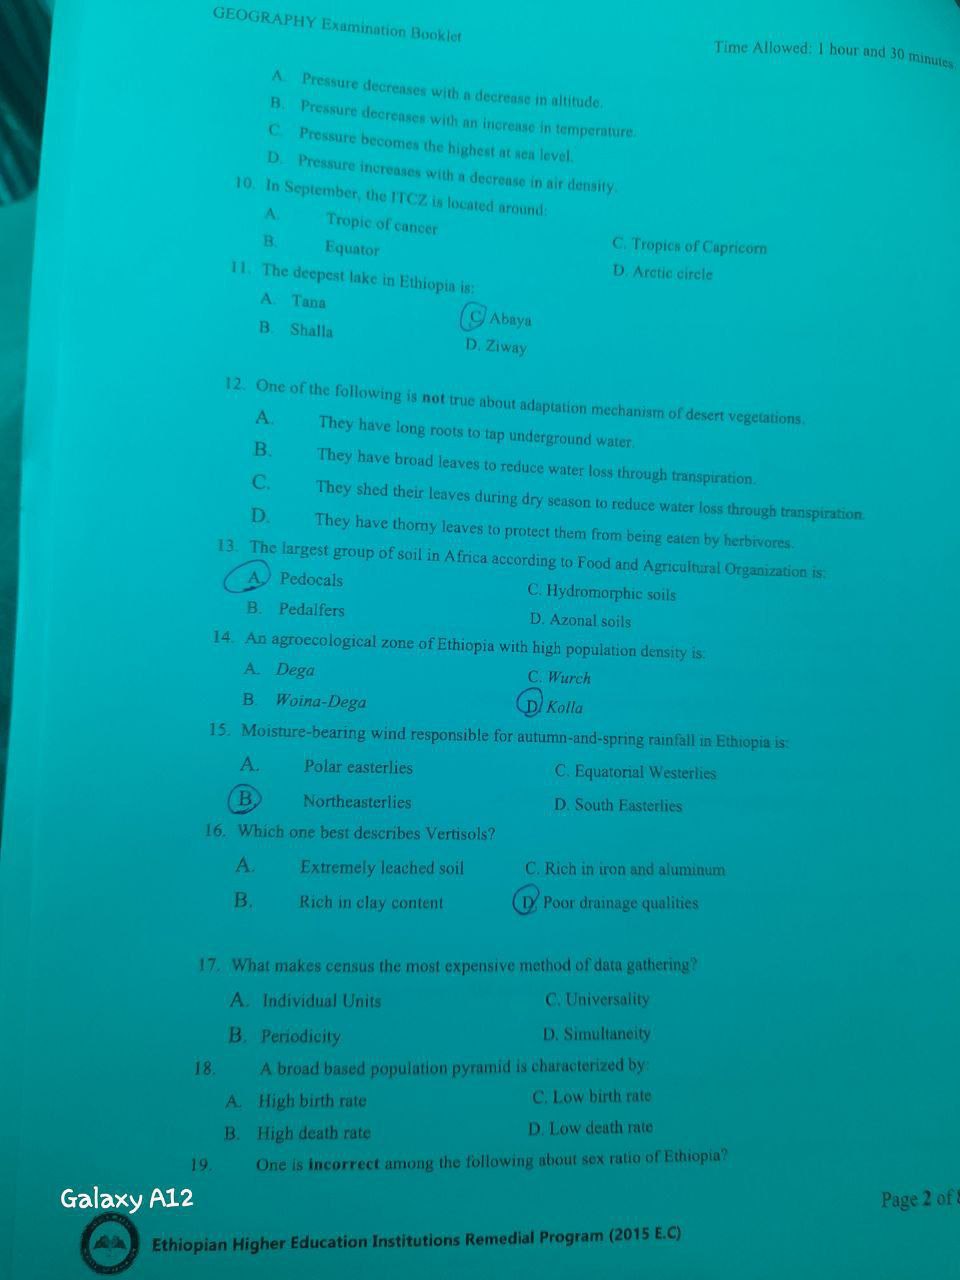 GEOGRAPHY Examination Booklet
Time Allowed: 1 hour and 30 minutes
A. Pressure decreases with a decrease in altitude.
B. Pressure decreases with an increase in temperature.
C. Pressure becomes the highest at sea level.
D. Pressure increases with a decrease in air density.
10. In September, the ITCZ is located around:
A. Tropic of cancer
C. Tropics of Capricorn
B. Equator
D. Arctic circle
11. The deepest lake in Ethiopia is:
A. Tana
C. Abaya
B. Shalla
D. Ziway
12. One of the following is not true about adaptation mechanism of desert vegetations.
A. They have long roots to tap underground water.
B. They have broad leaves to reduce water loss through transpiration.
C. They shed their leaves during dry season to reduce water loss through transpiration.
D. They have thorny leaves to protect them from being eaten by herbivores.
13. The largest group of soil in Africa according to Food and Agricultural Organization is:
A. Pedocals
C. Hydromorphic soils
B. Pedalfers
D. Azonal soils
14. An agroecological zone of Ethiopia with high population density is:
A. Dega
C. Wurch
B. Woina-Dega
D. Kolla
15. Moisture-bearing wind responsible for autumn-and-spring rainfall in Ethiopia is:
A. Polar easterlies
C. Equatorial Westerlies
B. Northeasterlies
D. South Easterlies
16. Which one best describes Vertisols?
A. Extremely leached soil
C. Rich in iron and aluminum
B. Rich in clay content
D. Poor drainage qualities
17. What makes census the most expensive method of data gathering?
A. Individual Units
C. Universality
B. Periodicity
D. Simultaneity
18. A broad based population pyramid is characterized by:
A. High birth rate
C. Low birth rate
B. High death rate
D. Low death rate
19. One is incorrect among the following about sex ratio of Ethiopia?
Galaxy A12
Page 2 of
Ethiopian Higher Education Institutions Remedial Program (2015 E.C)